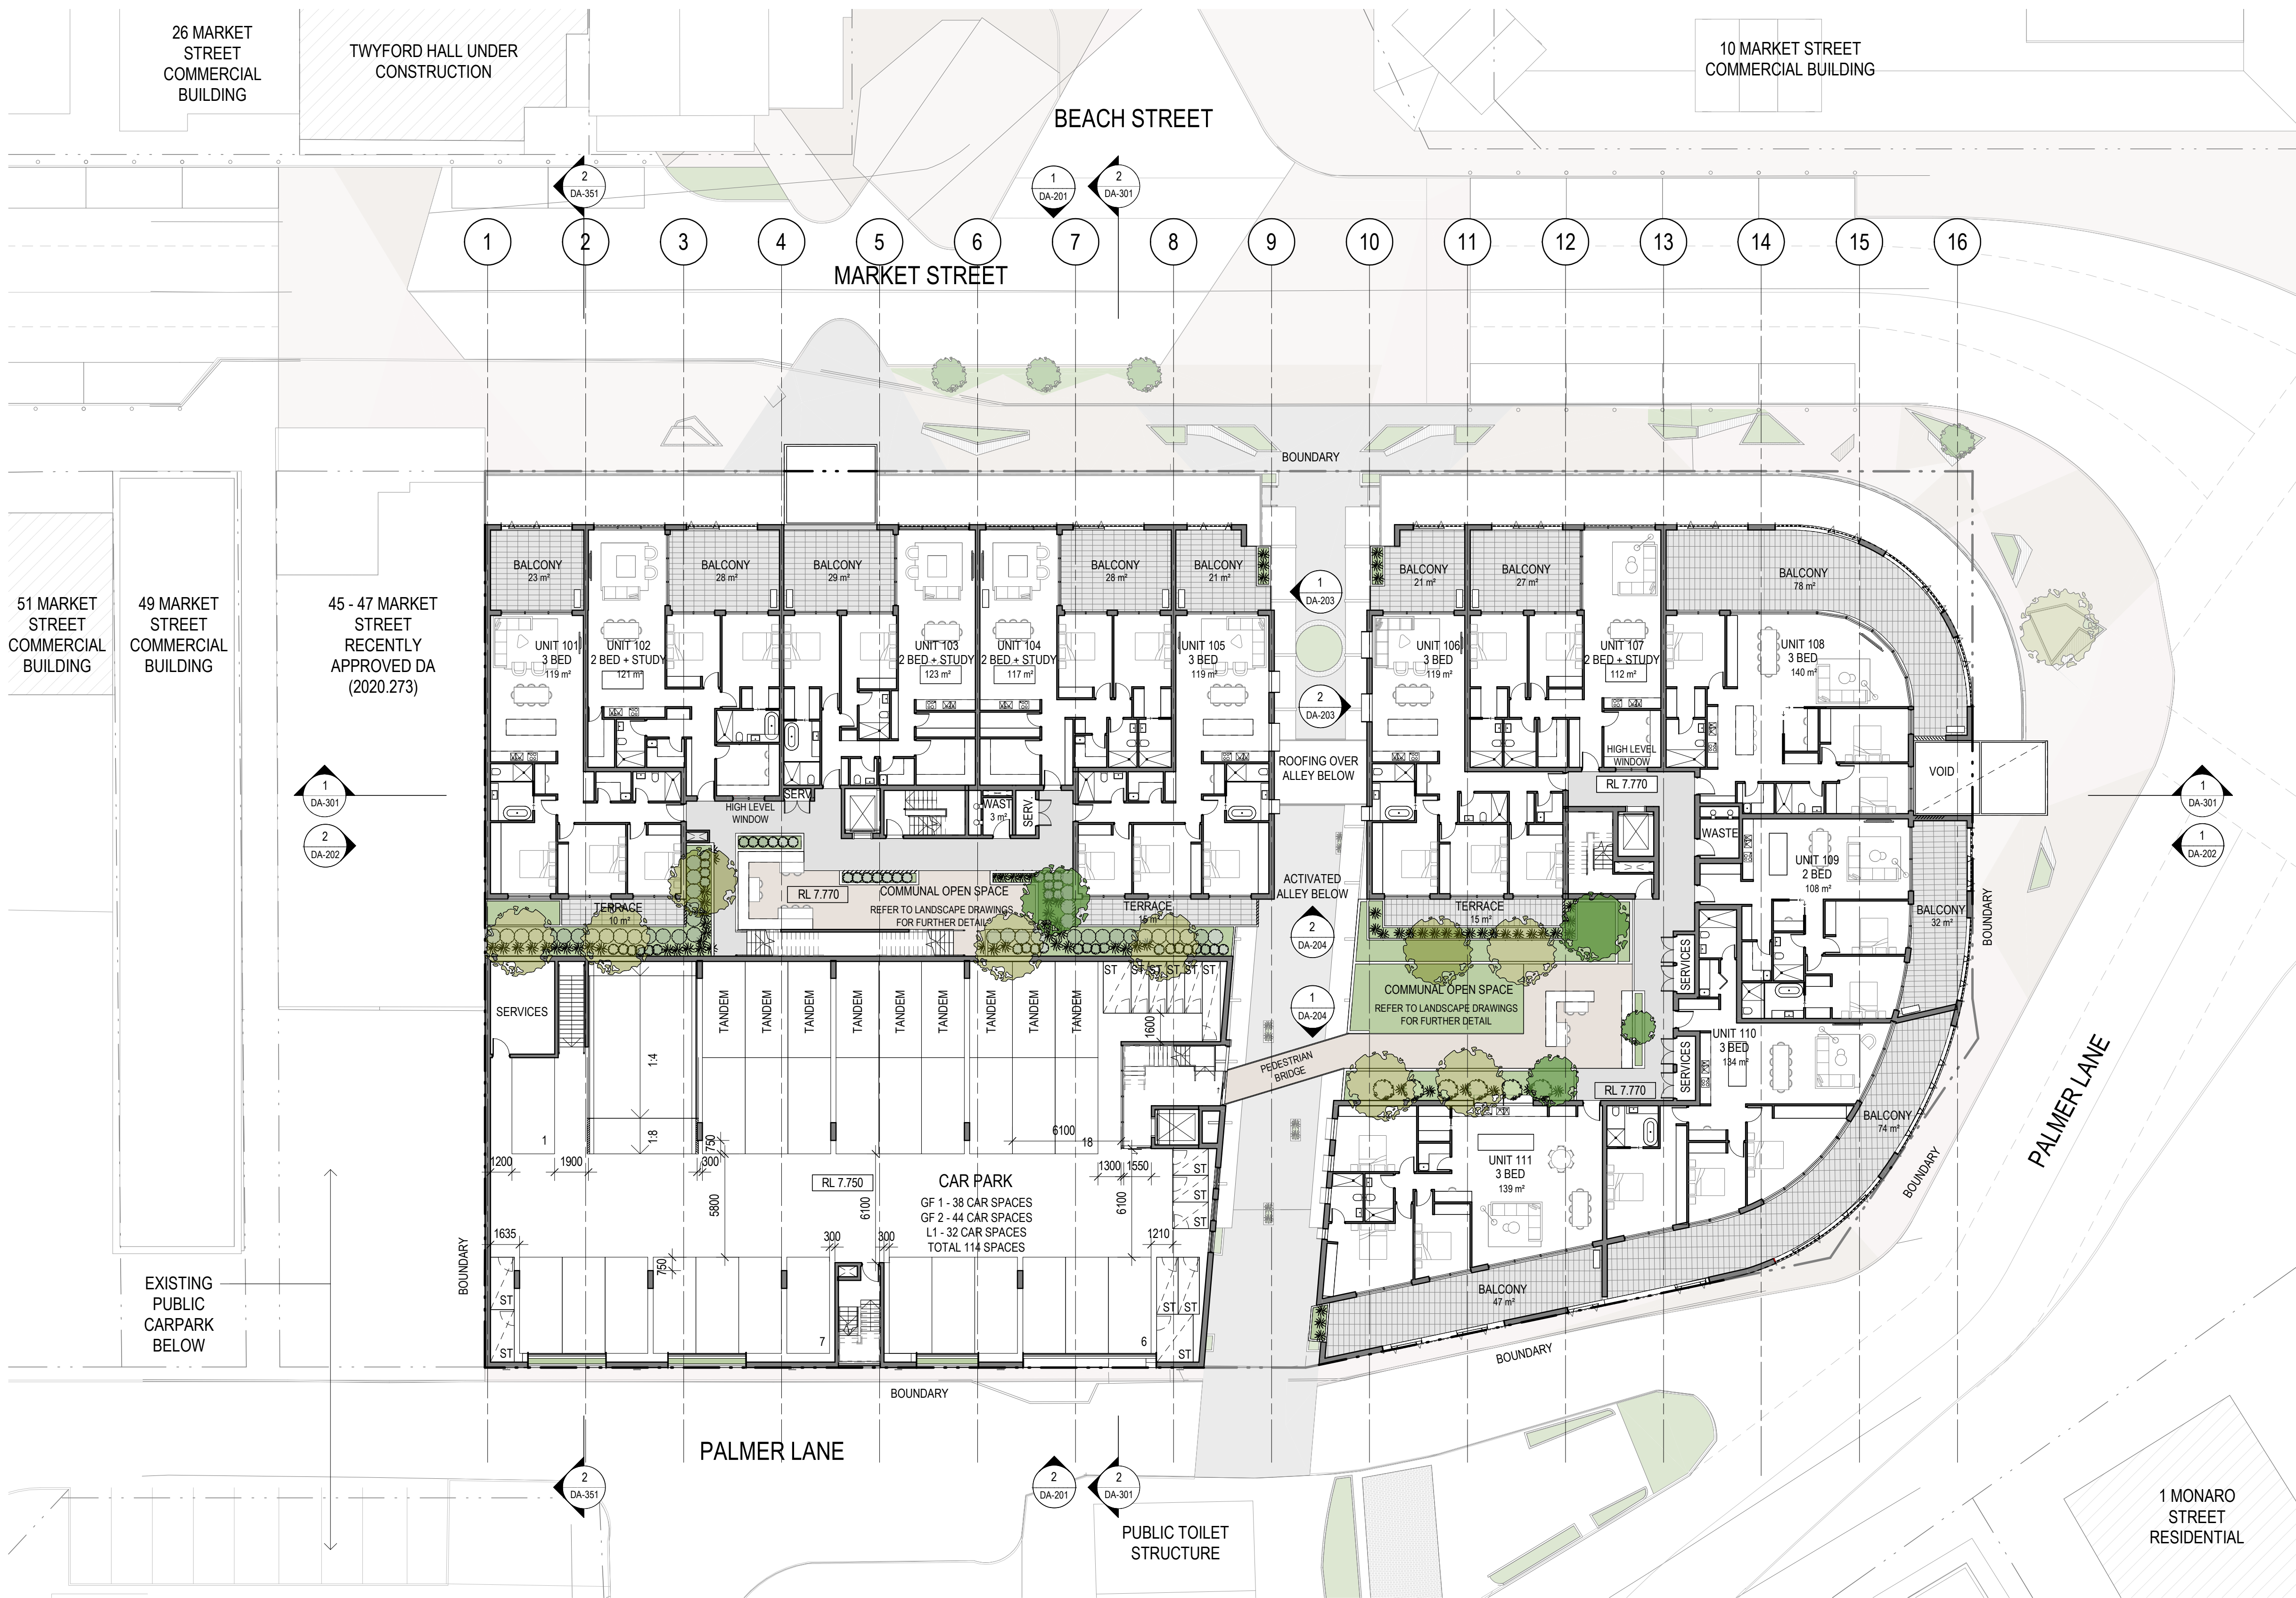 26 MARKET
STREET
COMMERCIAL
BUILDING
TWYFORD HALL UNDER
CONSTRUCTION
10 MARKET STREET
COMMERCIAL BUILDING
BEACH STREET
2
DA-351
1
DA-201
2
DA-301
1
2
3
4
5
6
7
8
9
10
11
12
13
14
15
16
MARKET STREET
BOUNDARY
51 MARKET
STREET
COMMERCIAL
BUILDING
49 MARKET
STREET
COMMERCIAL
BUILDING
45 - 47 MARKET
STREET
RECENTLY
APPROVED DA
(2020.273)
BALCONY
23 m²
BALCONY
28 m²
BALCONY
29 m²
BALCONY
28 m²
BALCONY
21 m²
BALCONY
21 m²
BALCONY
27 m²
BALCONY
78 m²
1
DA-203
2
DA-203
UNIT 101
3 BED
119 m²
UNIT 102
2 BED + STUDY
121 m²
UNIT 103
2 BED + STUDY
123 m²
UNIT 104
2 BED + STUDY
117 m²
UNIT 105
3 BED
119 m²
UNIT 106
3 BED
119 m²
UNIT 107
2 BED + STUDY
112 m²
UNIT 108
3 BED
140 m²
HIGH LEVEL
WINDOW
ROOFING OVER
ALLEY BELOW
RL 7.770
VOID
1
DA-301
2
DA-202
1
DA-301
1
DA-202
HIGH LEVEL
WINDOW
SERV.
WAST
3 m²
SERV.
WASTE
UNIT 109
2 BED
108 m²
BALCONY
32 m²
BOUNDARY
RL 7.770
COMMUNAL OPEN SPACE
REFER TO LANDSCAPE DRAWINGS
FOR FURTHER DETAILS
ACTIVATED
ALLEY BELOW
TERRACE
10 m²
TERRACE
15 m²
TERRACE
15 m²
2
DA-204
1
DA-204
SERVICES
COMMUNAL OPEN SPACE
REFER TO LANDSCAPE DRAWINGS
FOR FURTHER DETAIL
SERVICES
SERVICES
RL 7.770
PEDESTRIAN
BRIDGE
UNIT 110
3 BED
134 m²
BALCONY
74 m²
BOUNDARY
PALMER LANE
SERVICES
TANDEM
TANDEM
TANDEM
TANDEM
TANDEM
TANDEM
TANDEM
TANDEM
TANDEM
ST
ST
ST
ST
ST
ST
1600
1:4
1:8
1
750
6100
18
1200
1900
300
1300
1550
RL 7.750
5800
6100
6100
CAR PARK
GF 1 - 38 CAR SPACES
GF 2 - 44 CAR SPACES
L1 - 32 CAR SPACES
TOTAL 114 SPACES
ST
ST
ST
1635
750
300
300
1210
ST
ST
ST
ST
ST
7
6
UNIT 111
3 BED
139 m²
BALCONY
47 m²
BOUNDARY
BOUNDARY
BOUNDARY
EXISTING
PUBLIC
CARPARK
BELOW
PALMER LANE
2
DA-351
2
DA-201
2
DA-301
PUBLIC TOILET
STRUCTURE
1 MONARO
STREET
RESIDENTIAL